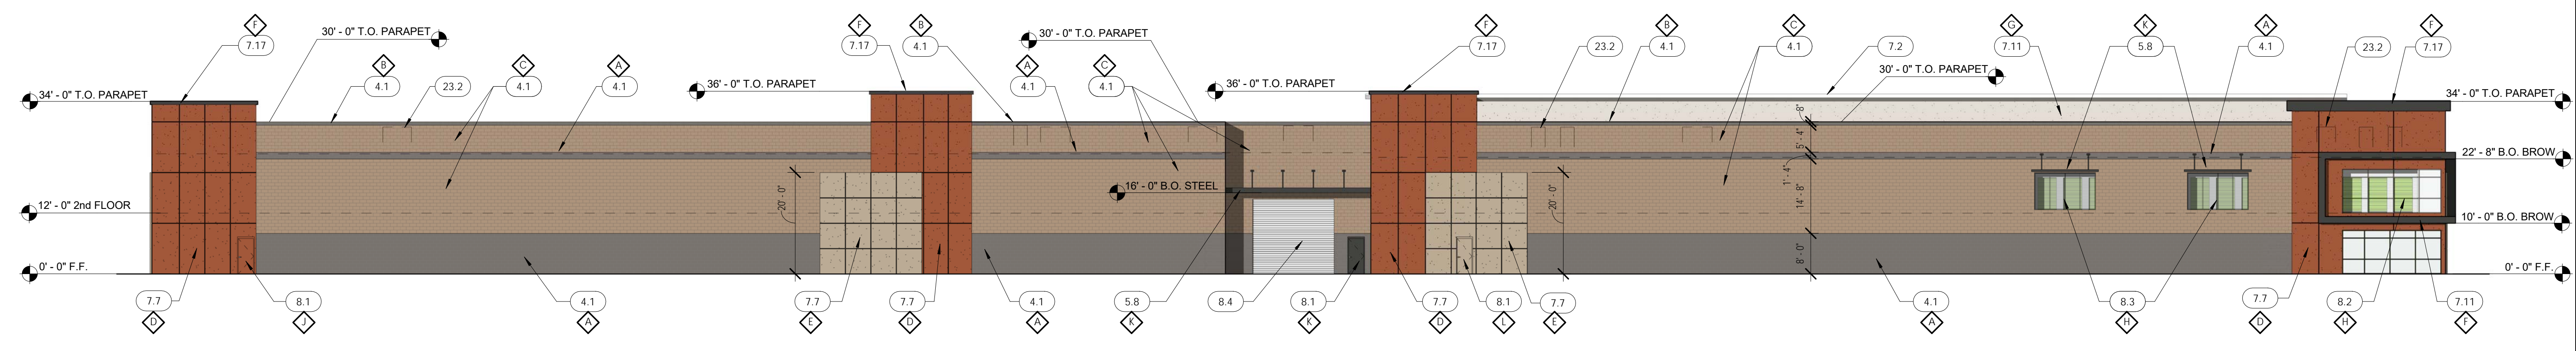 F
7.17
30' - 0" T.O. PARAPET
B
4.1
23.2
C
4.1
A
4.1
34' - 0" T.O. PARAPET
36' - 0" T.O. PARAPET
F
7.17
B
4.1
30' - 0" T.O. PARAPET
A
4.1
C
4.1
36' - 0" T.O. PARAPET
F
7.17
23.2
B
4.1
C
4.1
7.2
30' - 0" T.O. PARAPET
G
7.11
K
5.8
A
4.1
23.2
F
7.17
34' - 0" T.O. PARAPET
22' - 8" B.O. BROW
10' - 0" B.O. BROW
0' - 0" F.F.
12' - 0" 2nd FLOOR
0' - 0" F.F.
20' - 0"
16' - 0" B.O. STEEL
20' - 0"
5' - 4"
1' - 4"
14' - 8"
8' - 0"
7.7
D
8.1
J
4.1
A
7.7
E
7.7
D
4.1
A
5.8
K
8.4
8.1
K
7.7
D
8.1
L
7.7
E
4.1
A
8.3
H
7.7
D
8.2
H
7.11
F